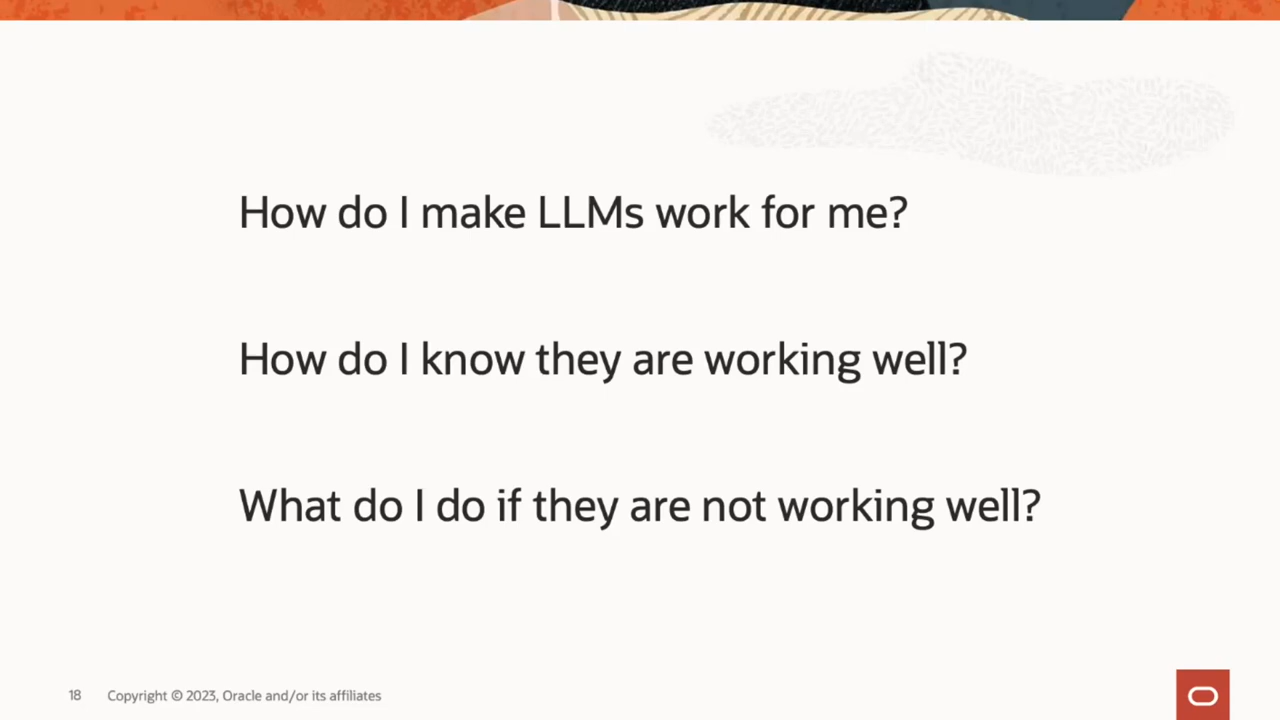 How do I make LLMs work for me?
How do I know they are working well?
What do I do if they are not working well?
18 Copyright © 2023, Oracle and/or its affiliates